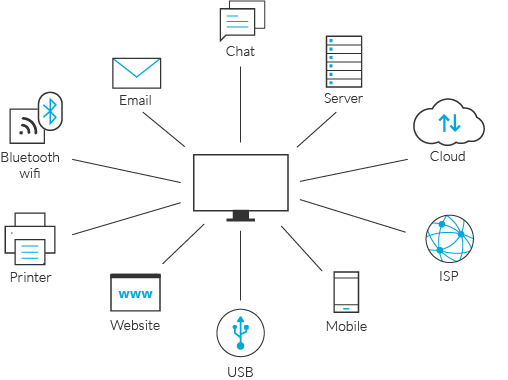 Chat
Server
Email
Cloud
Bluetooth
wifi
ISP
Printer
www
Website
Mobile
USB